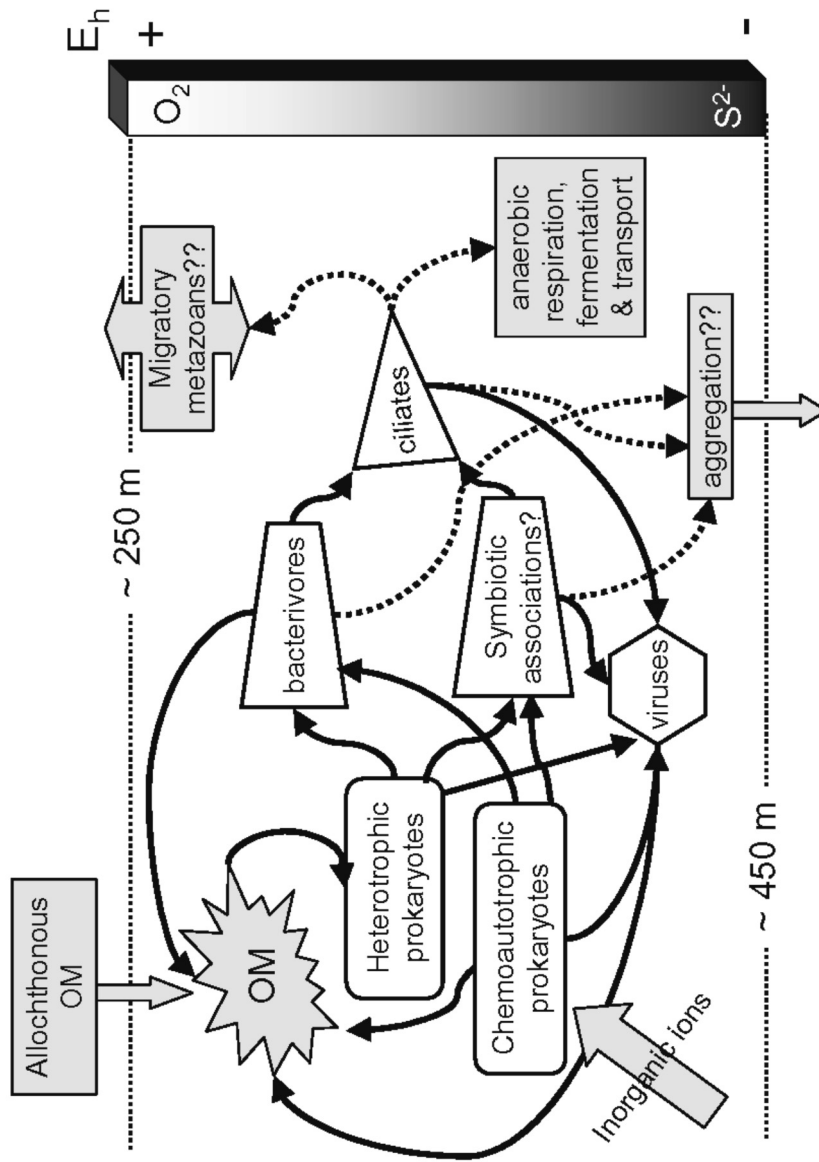 Allochthonous
OM
~ 250 m
E_h
+
O₂
Migratory
metazoans??
OM
bacterivores
ciliates
Heterotrophic
prokaryotes
Symbiotic
associations?
anaerobic
respiration,
fermentation
& transport
Chemoautotrophic
prokaryotes
Inorganic ions
viruses
aggregation??
S²⁻
-
~ 450 m